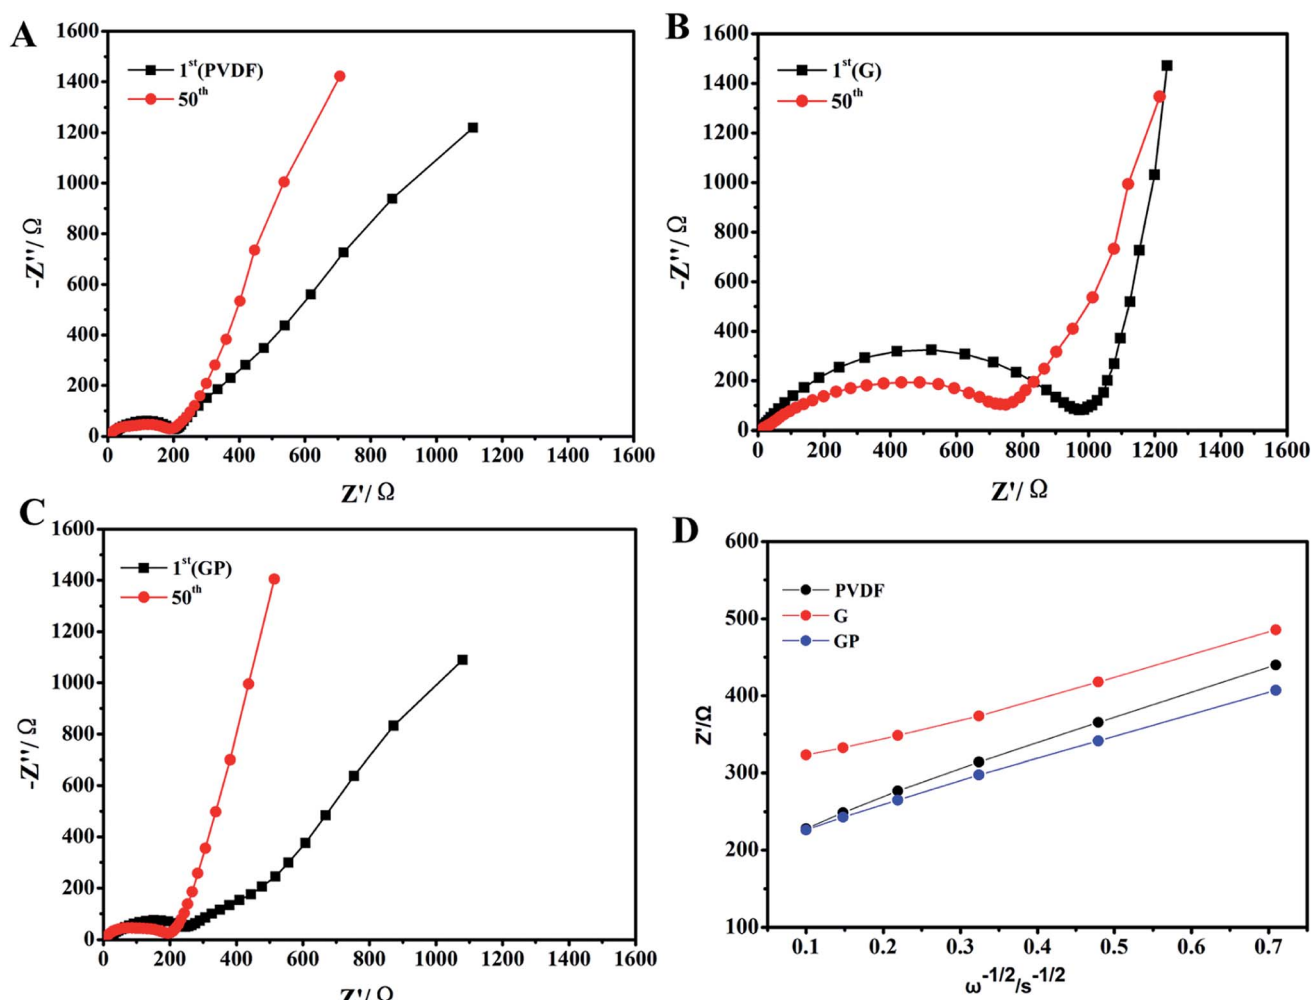 A
1600
1400
1200
1000
800
600
400
200
0
-Z''/ Ω
1st(PVDF)
50th
0 200 400 600 800 1000 1200 1400 1600
Z'/ Ω
B
1600
1400
1200
1000
800
600
400
200
0
-Z''/ Ω
1st(G)
50th
0 200 400 600 800 1000 1200 1400 1600
Z'/ Ω
C
1600
1400
1200
1000
800
600
400
200
0
-Z''/ Ω
1st(GP)
50th
0 200 400 600 800 1000 1200 1400 1600
Z'/ Ω
D
600
500
400
300
200
100
Z'/Ω
PVDF
G
GP
0.1 0.2 0.3 0.4 0.5 0.6 0.7
ω-1/2/s-1/2